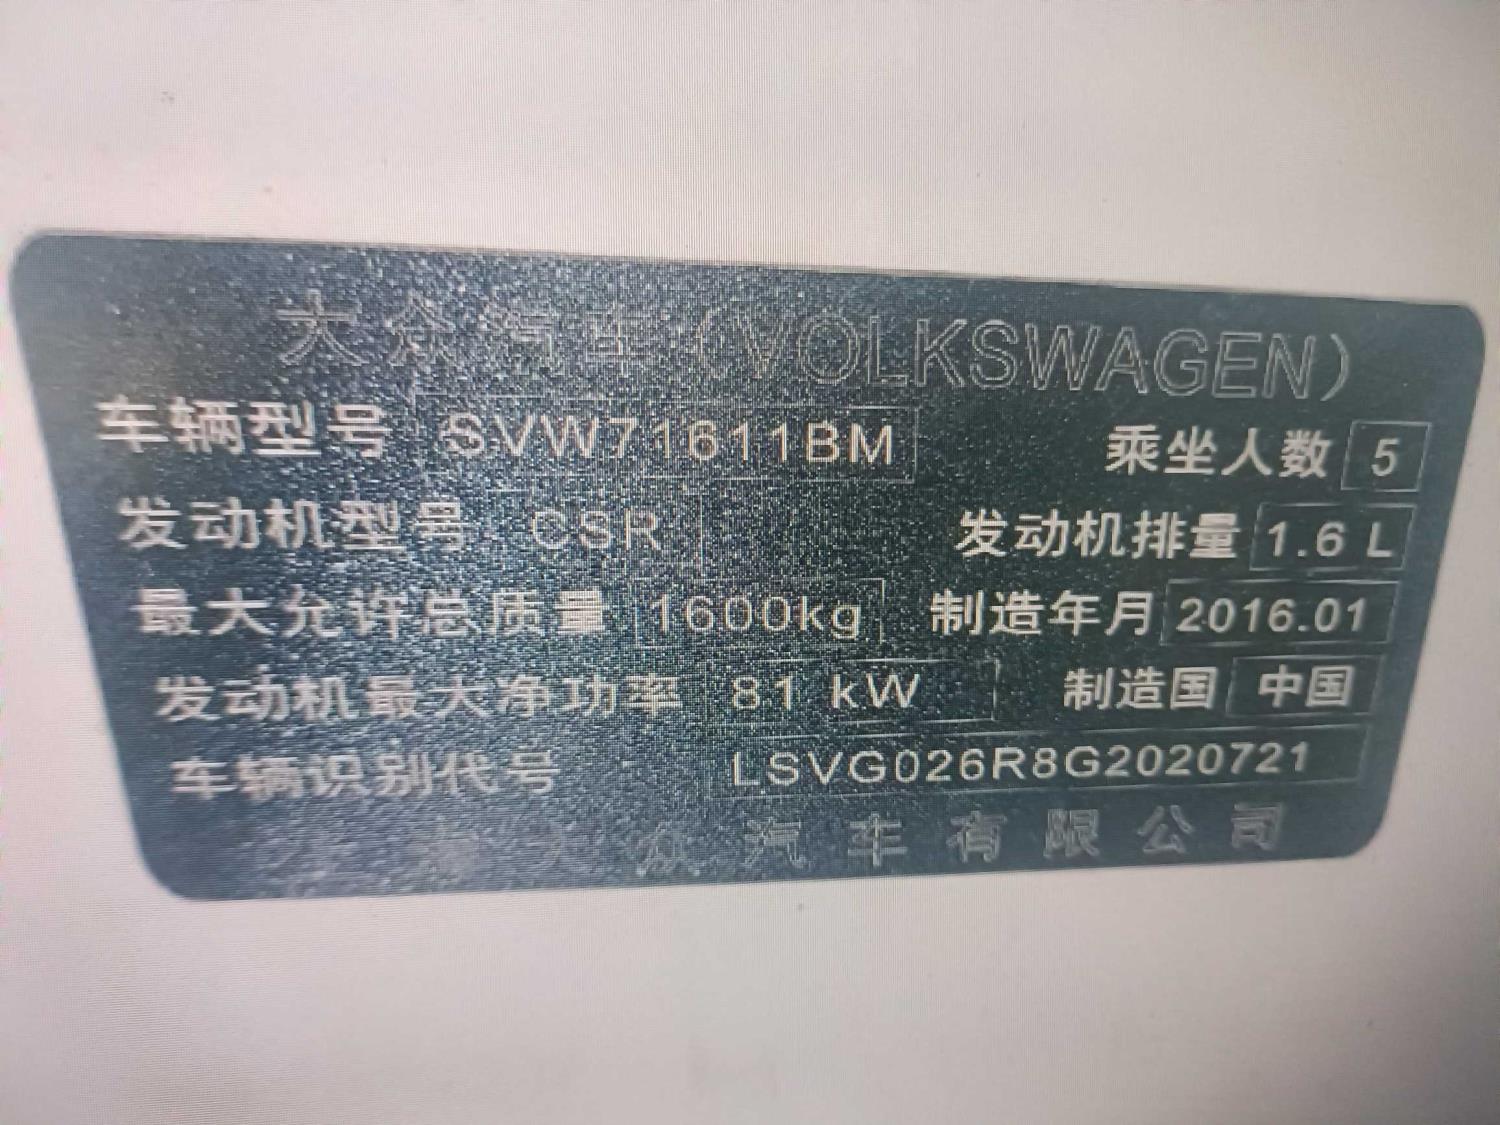 大众汽车(VOLKSWAGEN)
车辆型号 SVW71611BM 乘坐人数 5
发动机型号 CSR 发动机排量 1.6 L
最大允许总质量 1600kg 制造年月 2016.01
发动机最大净功率 81 kW 制造国 中国
车辆识别代号 LSVG026R8G2020721
大众汽车有限公司